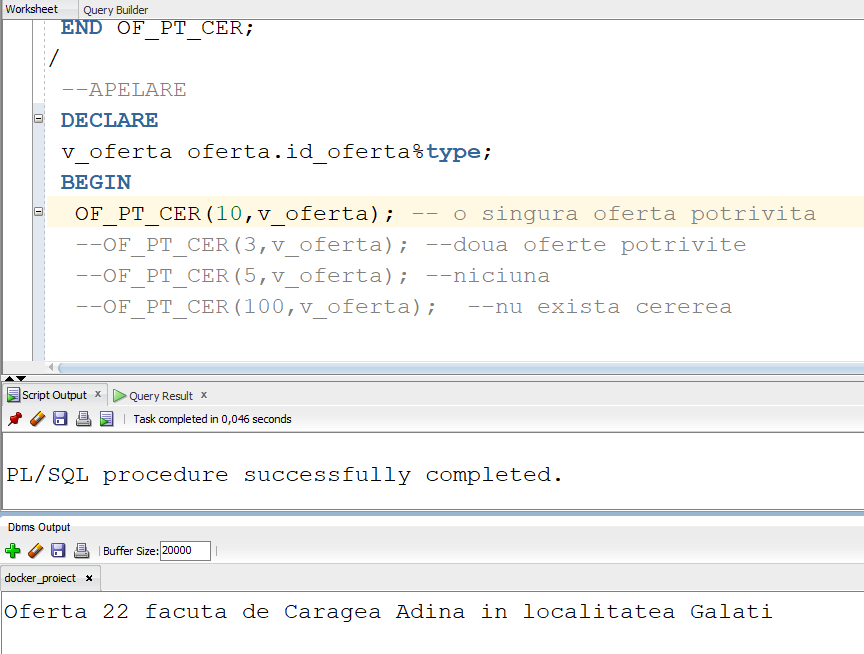 Worksheet Query Builder
END OF_PT_CER;
/
--APELARE
DECLARE
v_oferta oferta.id_oferta%type;
BEGIN
OF_PT_CER(10,v_oferta); -- o singura oferta potrivita
--OF_PT_CER(3,v_oferta); --doua oferte potrivite
--OF_PT_CER(5,v_oferta); --niciuna
--OF_PT_CER(100,v_oferta);  --nu exista cererea
Script Output x Query Result x
Task completed in 0,046 seconds
PL/SQL procedure successfully completed.
Dbms Output
Buffer Size: 20000
docker_proiect x
Oferta 22 facuta de Caragea Adina in localitatea Galati